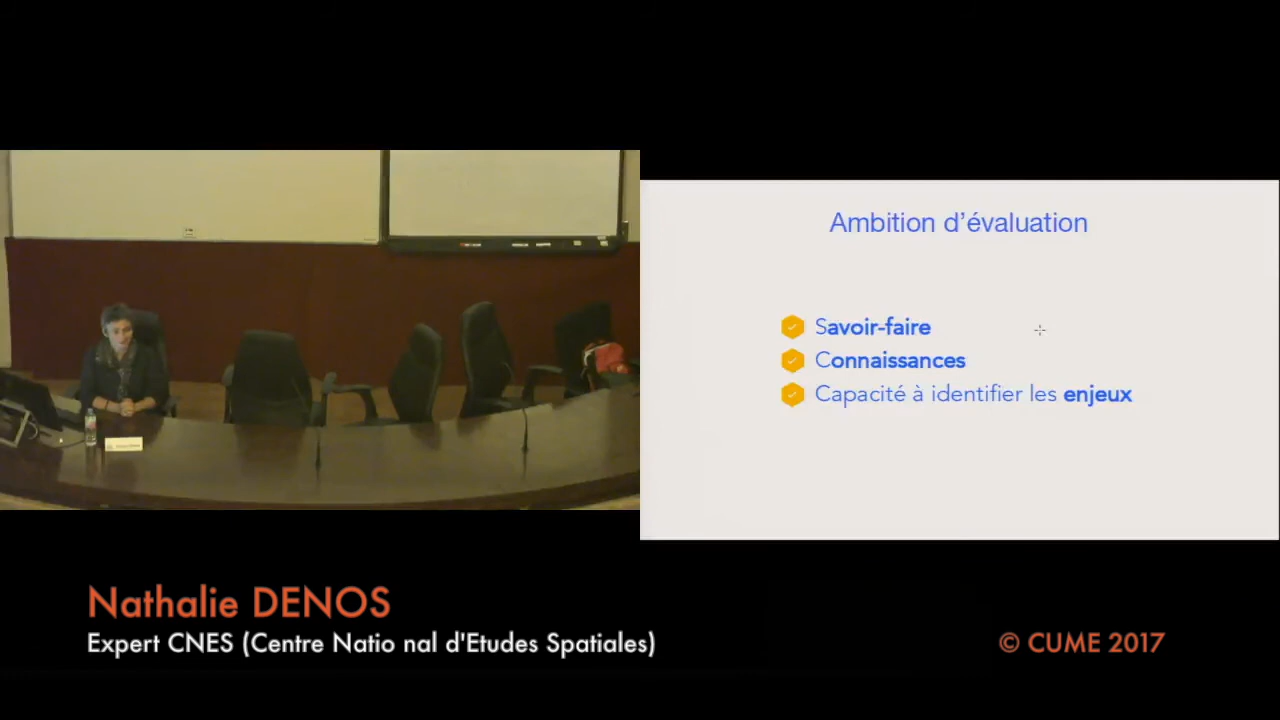 Ambition d'évaluation
Savoir-faire
Connaissances
Capacité à identifier les enjeux
Nathalie DENOS
Expert CNES (Centre Natio nal d'Etudes Spatiales)
© CUME 2017